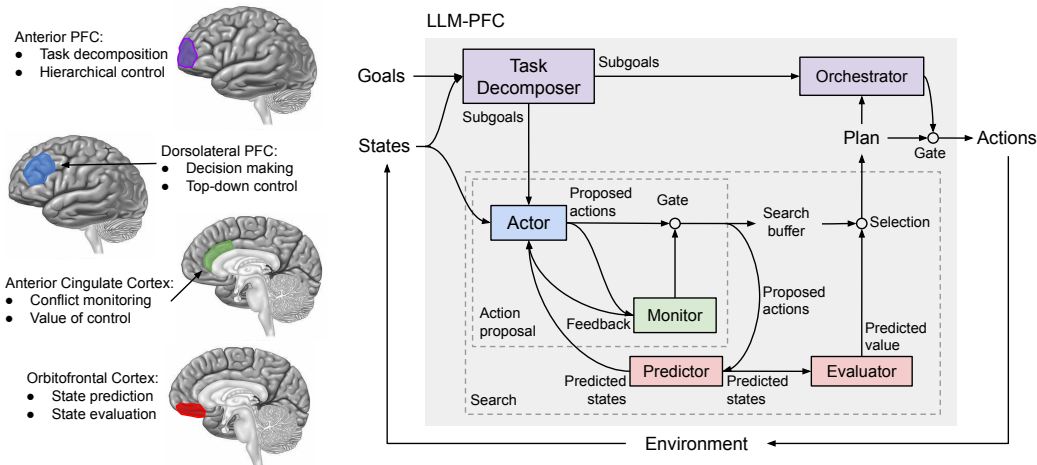 Anterior PFC:
● Task decomposition
● Hierarchical control
Dorsolateral PFC:
● Decision making
● Top-down control
Anterior Cingulate Cortex:
● Conflict monitoring
● Value of control
Orbitofrontal Cortex:
● State prediction
● State evaluation
LLM-PFC
Goals
States
Task
Decomposer
Subgoals
Orchestrator
Subgoals
Plan
Gate
Actions
Actor
Proposed
actions
Gate
Search
buffer
Selection
Action
proposal
Feedback
Monitor
Proposed
actions
Predicted
value
Predicted
states
Predictor
Predicted
states
Evaluator
Search
Environment